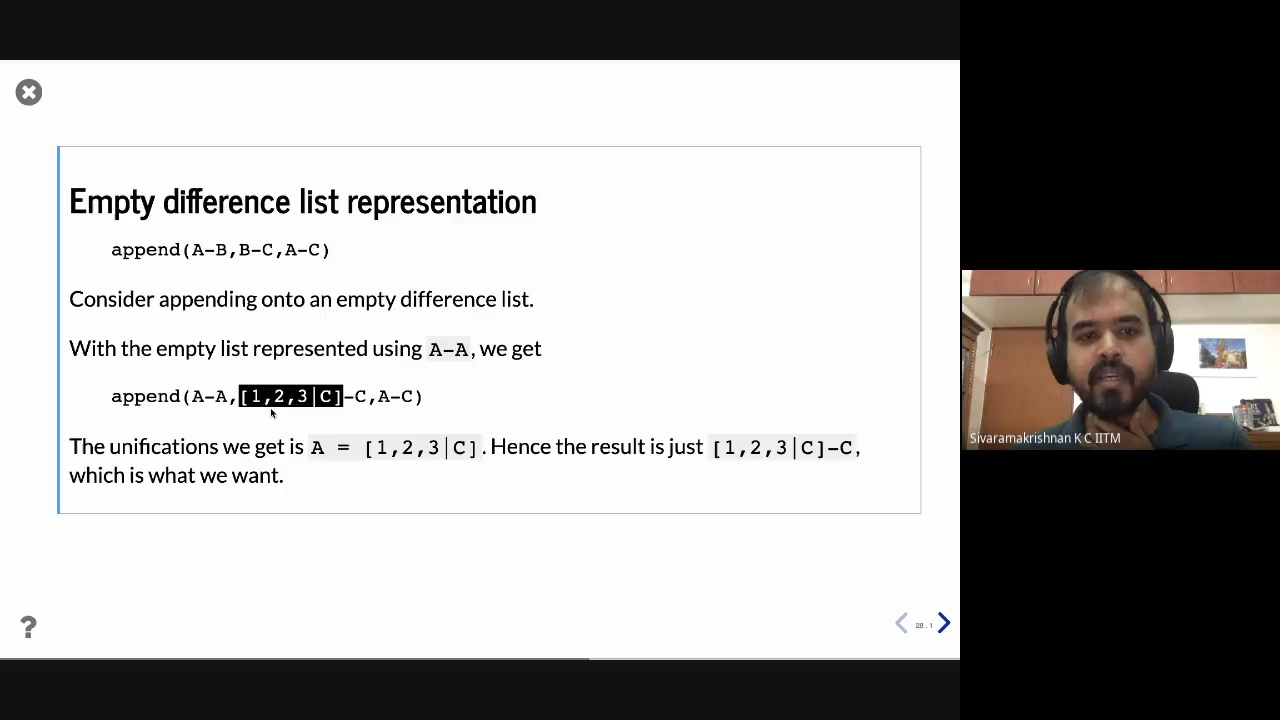 Empty difference list representation
append(A-B,B-C,A-C)
Consider appending onto an empty difference list.
With the empty list represented using A-A, we get
append(A-A,[1,2,3|C]-C,A-C)
The unifications we get is A = [1,2,3|C]. Hence the result is just [1,2,3|C]-C,
which is what we want.
Sivaramakrishnan K C IITM
?
28.1